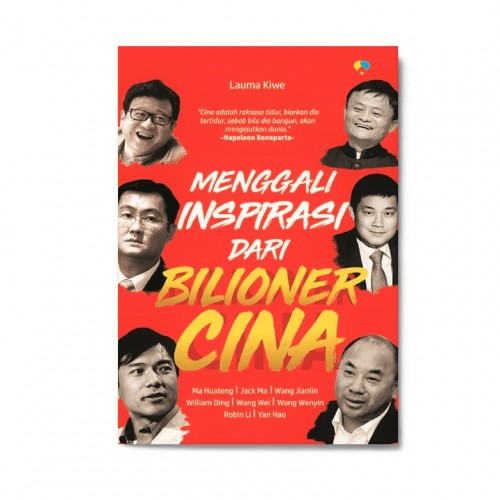 Lauma Kiwe
"Cina adalah raksasa tidur, biarkan dia
tertidur, sebab bila dia bangun, akan
mengejutkan dunia."
-Napoleon Bonaparte-
MENGGALI
INSPIRASI
DARI
BILIONER
CINA
Ma Huateng | Jack Ma | Wang Jianlin
William Ding | Wang Wei | Wang Wenyin
Robin Li | Yan Hao